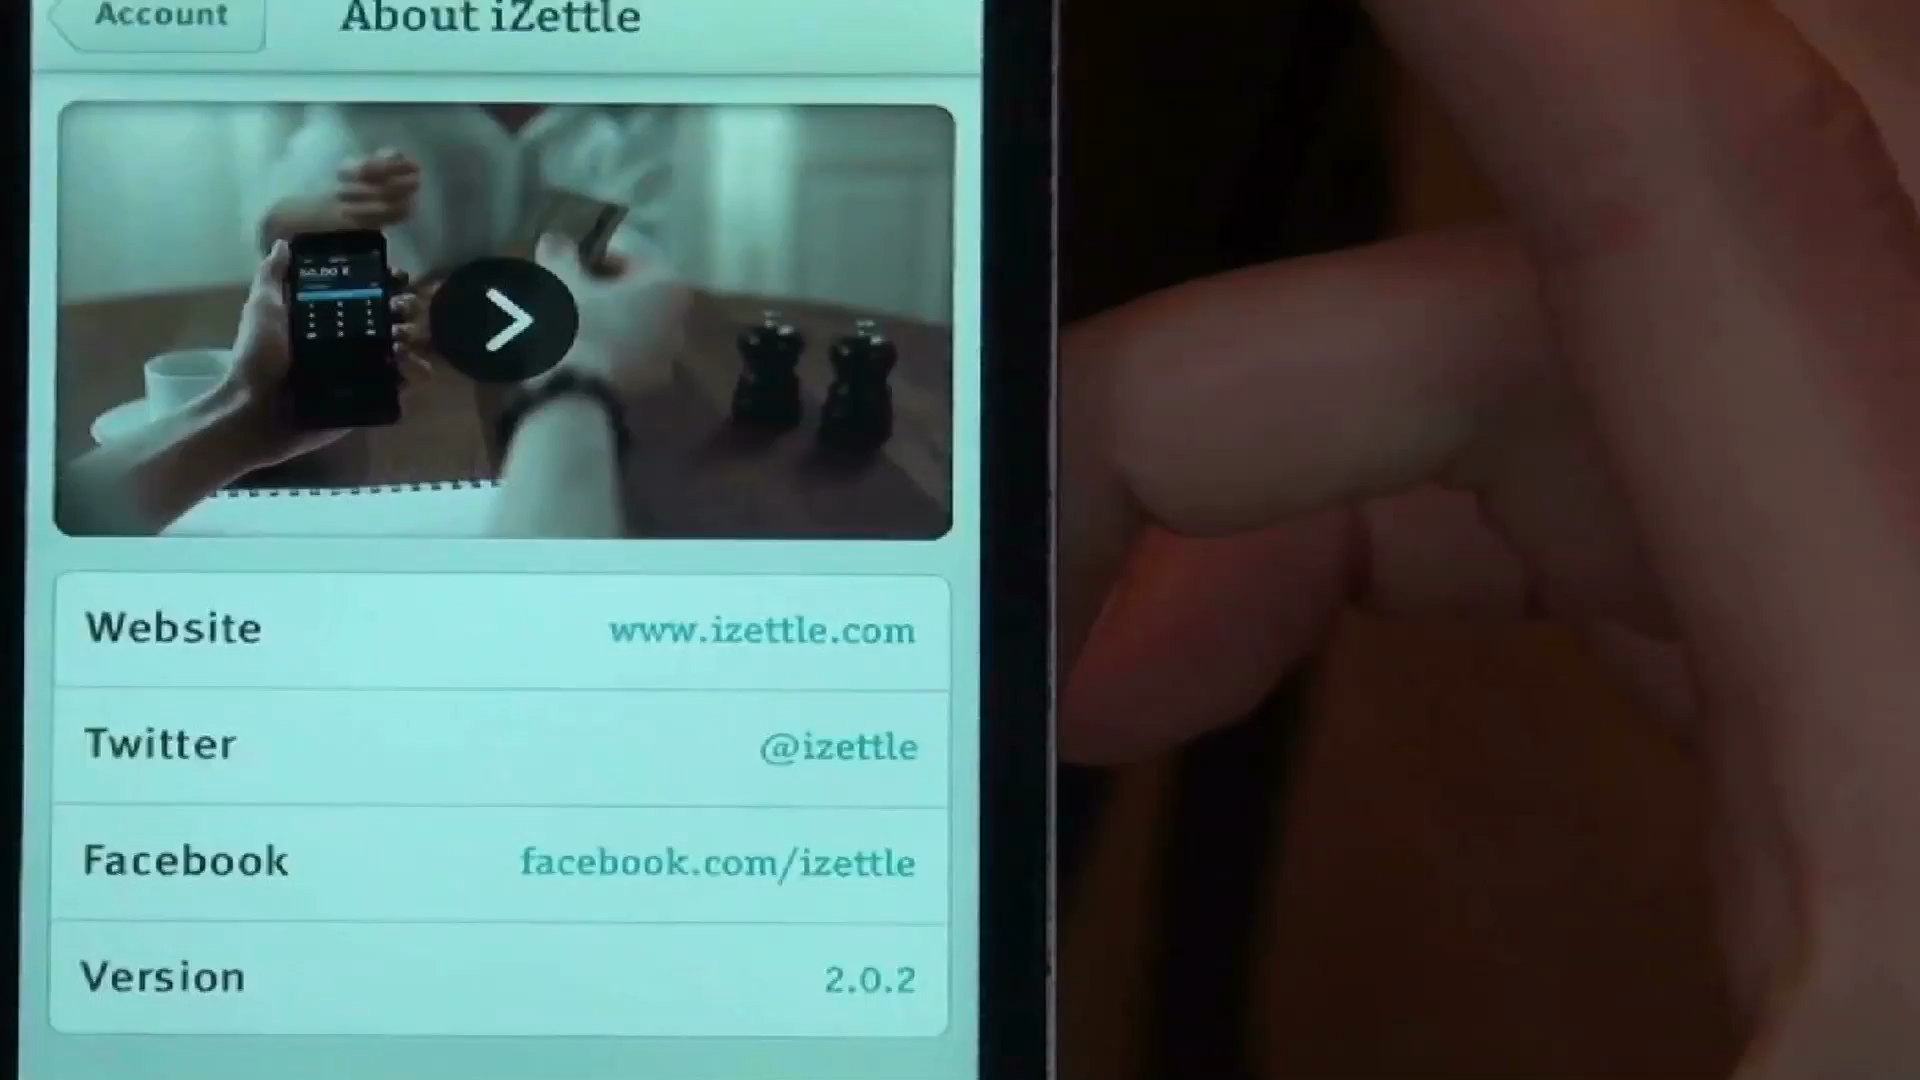 Account
About iZettle
Website
www.izettle.com
Twitter
@izettle
Facebook
facebook.com/izettle
Version
2.0.2